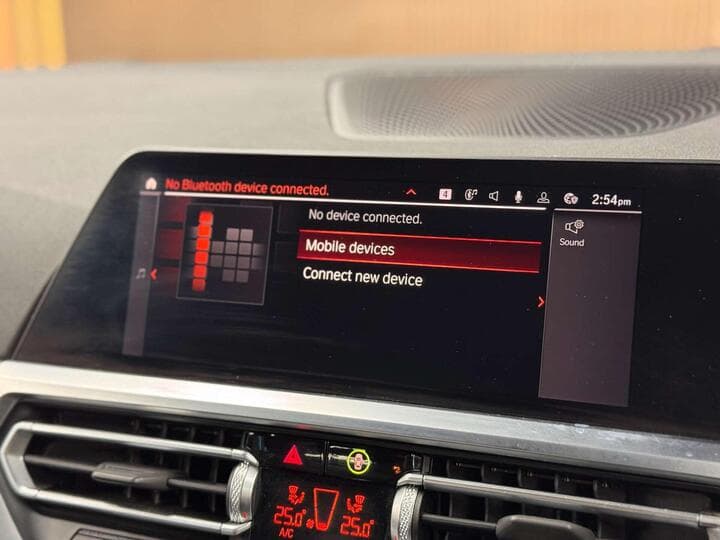 No Bluetooth device connected.
4
2:54pm
No device connected.
Sound
Mobile devices
Connect new device
25.0°
25.0°
A/C